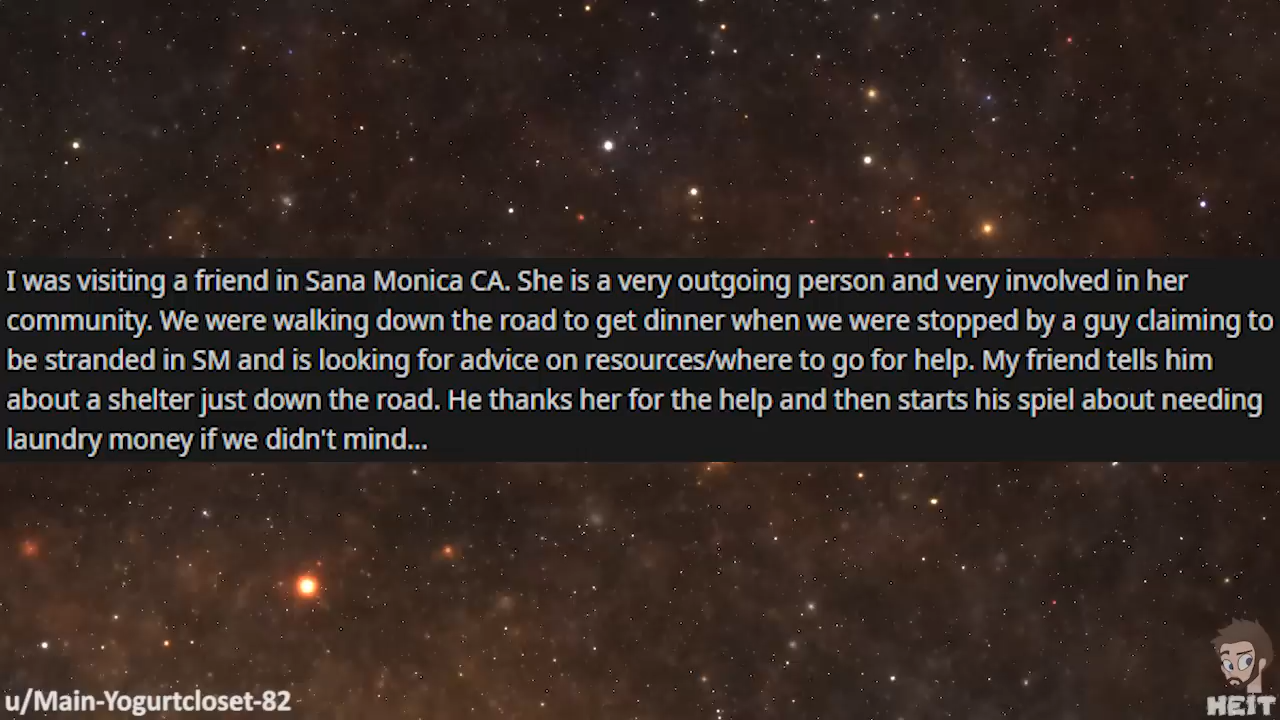 I was visiting a friend in Sana Monica CA. She is a very outgoing person and very involved in her
community. We were walking down the road to get dinner when we were stopped by a guy claiming to
be stranded in SM and is looking for advice on resources/where to go for help. My friend tells him
about a shelter just down the road. He thanks her for the help and then starts his spiel about needing
laundry money if we didn't mind...
u/Main-Yogurtcloset-82
HEIT